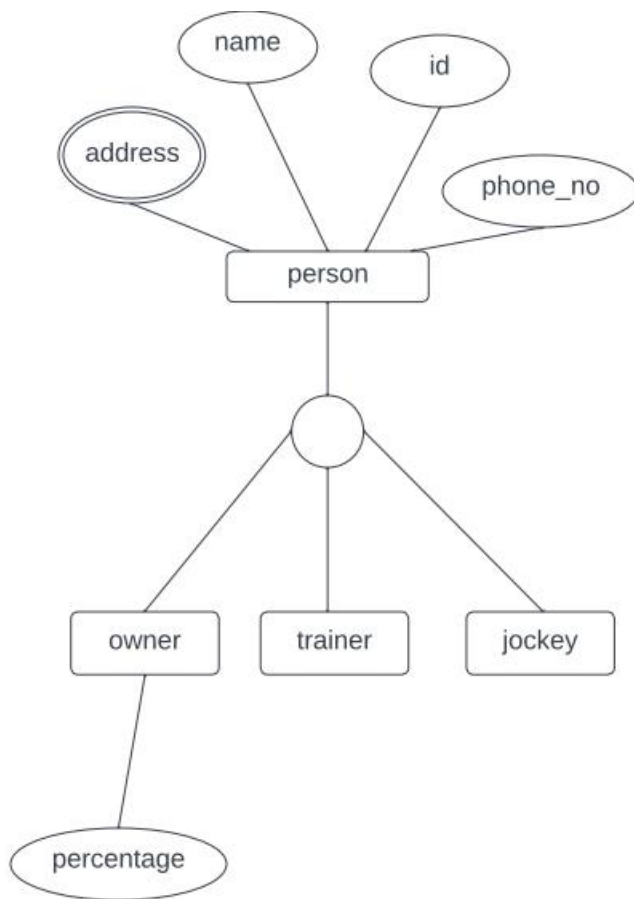 name
id
address
phone_no
person
owner
trainer
jockey
percentage